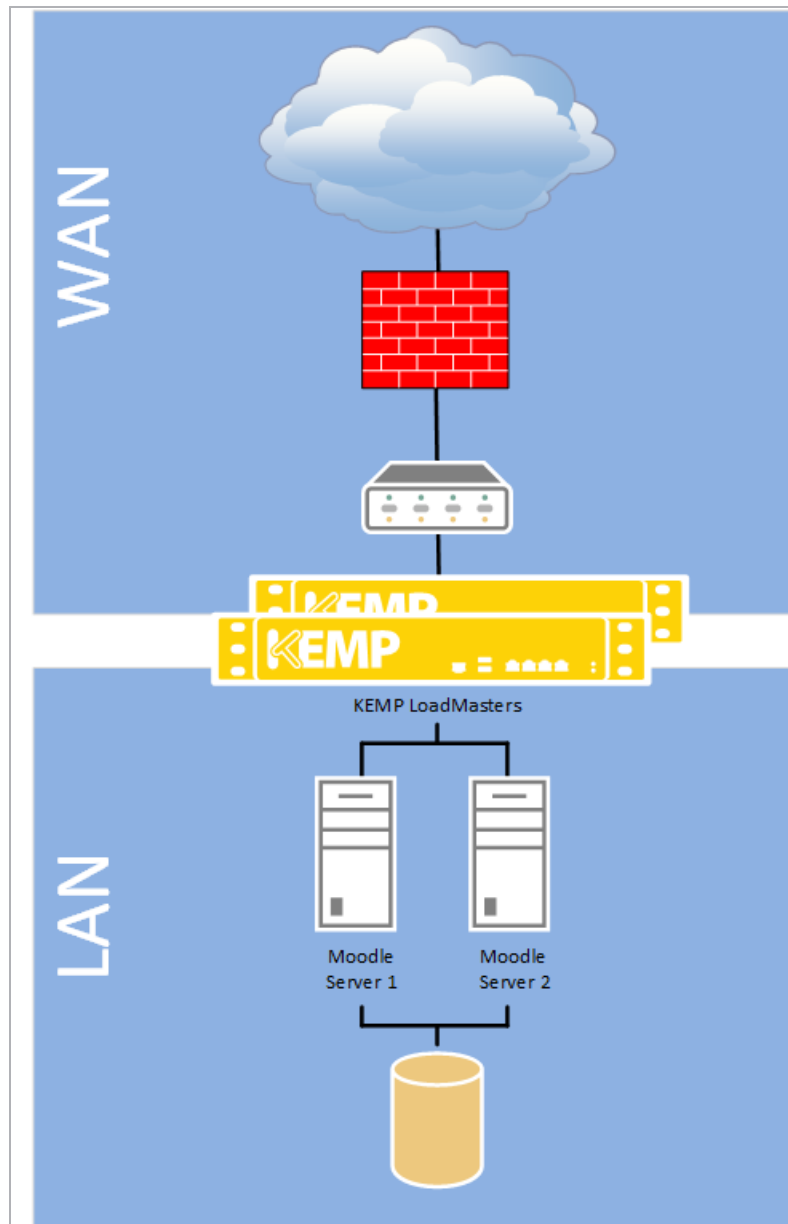 WAN
KEMP
KEMP
KEMP LoadMasters
LAN
Moodle
Server 1
Moodle
Server 2